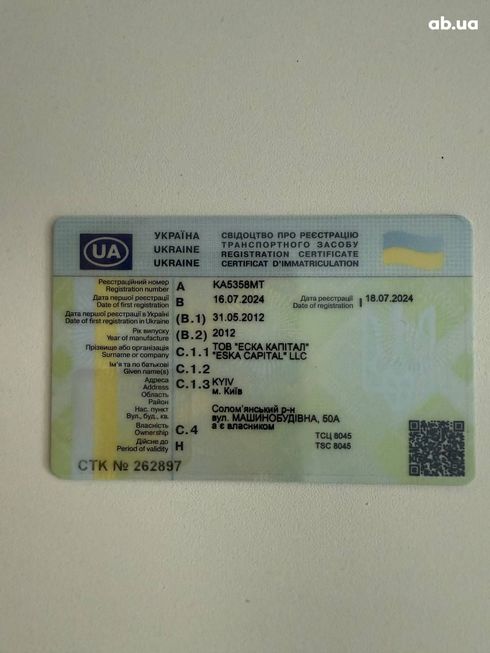 ab.ua
UA
УКРАЇНА
UKRAINE
UKRAINE
СВІДОЦТВО ПРО РЕЄСТРАЦІЮ
ТРАНСПОРТНОГО ЗАСОБУ
REGISTRATION CERTIFICATE
CERTIFICAT D'IMMATRICULATION
Реєстраційний номер
Registration number A KA5358MT
Дата першої реєстрації
Date of first registration B 16.07.2024 Дата реєстрації
Date of registration I 18.07.2024
Дата першої реєстрації в Україні
Date of first registration in Ukraine (B.1) 31.05.2012
Рік випуску
Year of manufacture (B.2) 2012
Прізвище або організація
Surname or company C.1.1 ТОВ "ЕСКА КАПІТАЛ"
"ESKA CAPITAL" LLC
Ім'я та по батькові
Given name(s) C.1.2
Адреса
Address C.1.3 KYIV
м. Київ
Область
Район
Нас. пункт
Вул., буд., кв.
Солом'янський р-н
вул. МАШИНОБУДІВНА, 50А
Власність
Ownership C.4 а є власником
Дійсне до
Period of validity H
ТСЦ 8045
TSC 8045
СТК № 262897